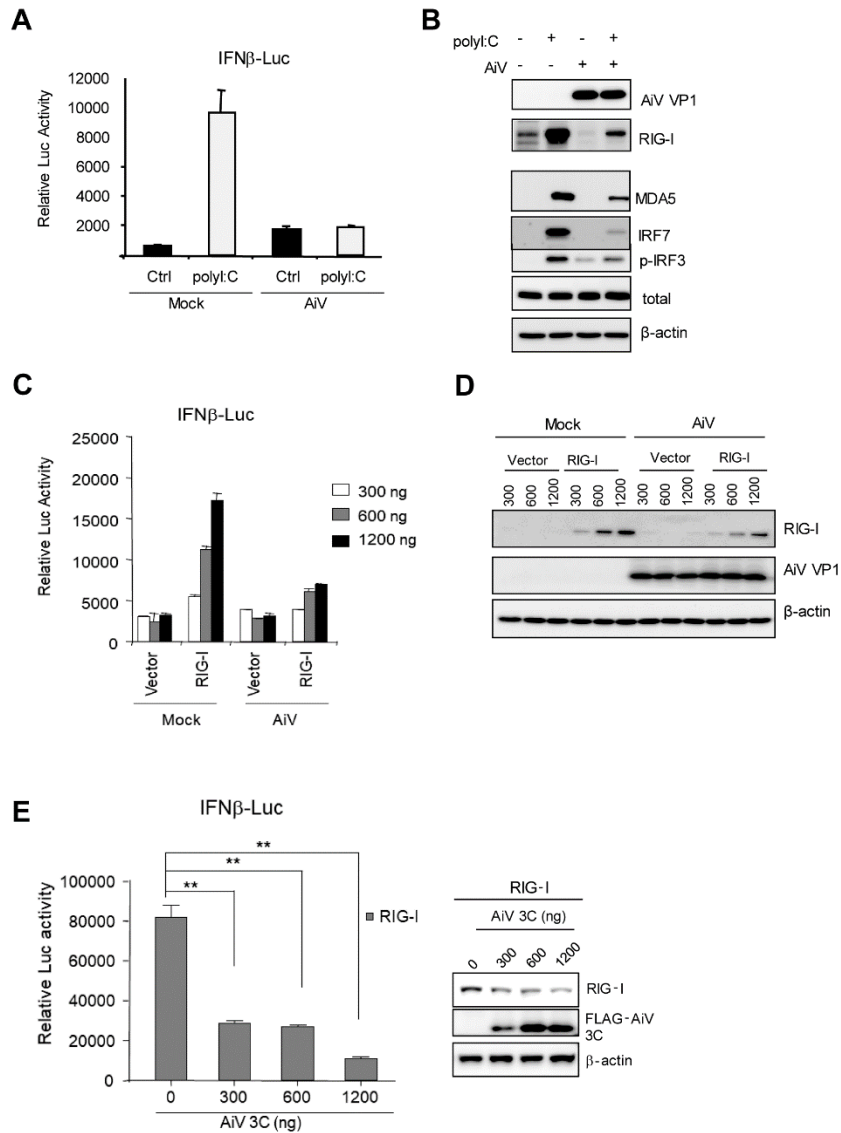 A
IFNβ-Luc
Relative Luc Activity
12000
10000
8000
6000
4000
2000
0
Ctrl polyI:C Ctrl polyI:C
Mock AiV
B
polyI:C - + - +
AiV - - + +
AiV VP1
RIG-I
MDA5
IRF7
p-IRF3
total
β-actin
C
IFNβ-Luc
Relative Luc Activity
25000
20000
15000
10000
5000
0
300 ng
600 ng
1200 ng
Vector RIG-I Vector RIG-I
Mock AiV
D
Mock AiV
Vector RIG-I Vector RIG-I
300 600 1200 300 600 1200 300 600 1200 300 600 1200
RIG-I
AiV VP1
β-actin
E
IFNβ-Luc
Relative Luc activity
100000
80000
60000
40000
20000
0
**
**
**
RIG-I
0 300 600 1200
AiV 3C (ng)
RIG-I
AiV 3C (ng)
0 300 600 1200
RIG-I
FLAG-AiV
3C
β-actin